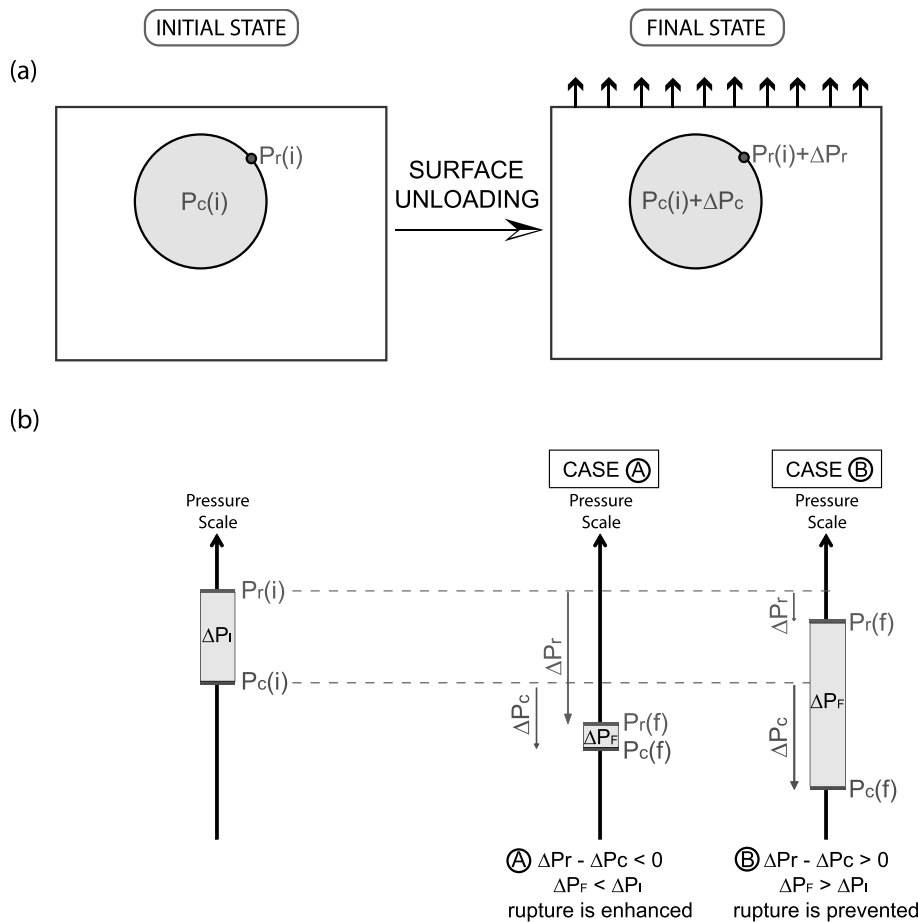 INITIAL STATE
FINAL STATE
(a)
Pr(i)
Pc(i)
SURFACE
UNLOADING
Pr(i)+ΔPr
Pc(i)+ΔPc
(b)
CASE Ⓐ
CASE Ⓑ
Pressure
Scale
Pressure
Scale
Pressure
Scale
Pr(i)
ΔPI
Pc(i)
ΔPr
ΔPc
Pr(f)
ΔPF
Pc(f)
ΔPr
Pr(f)
ΔPF
ΔPc
Pc(f)
Ⓐ ΔPr - ΔPc < 0
ΔPF < ΔPI
rupture is enhanced
Ⓑ ΔPr - ΔPc > 0
ΔPF > ΔPI
rupture is prevented